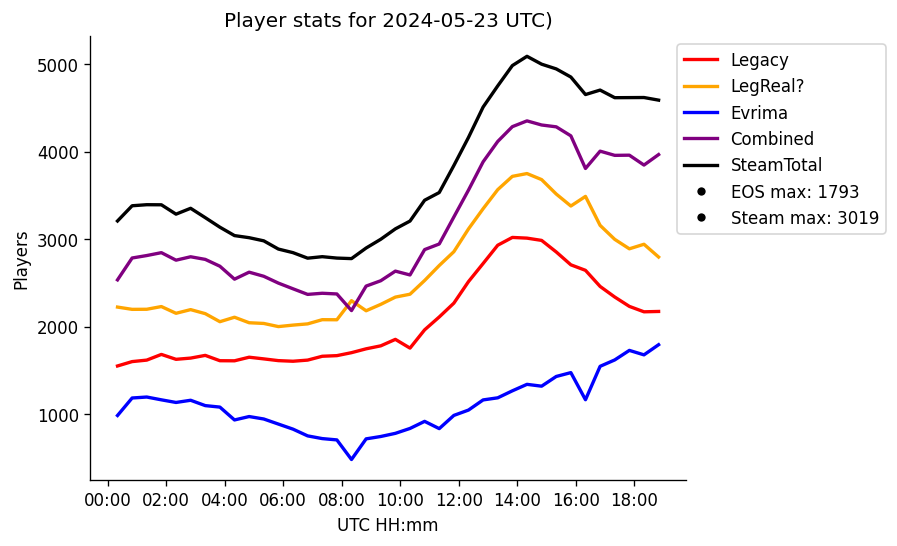 Player stats for 2024-05-23 UTC)
Legacy
LegReal?
Evrima
Combined
SteamTotal
EOS max: 1793
Steam max: 3019
Players
5000
4000
3000
2000
1000
00:00 02:00 04:00 06:00 08:00 10:00 12:00 14:00 16:00 18:00
UTC HH:mm